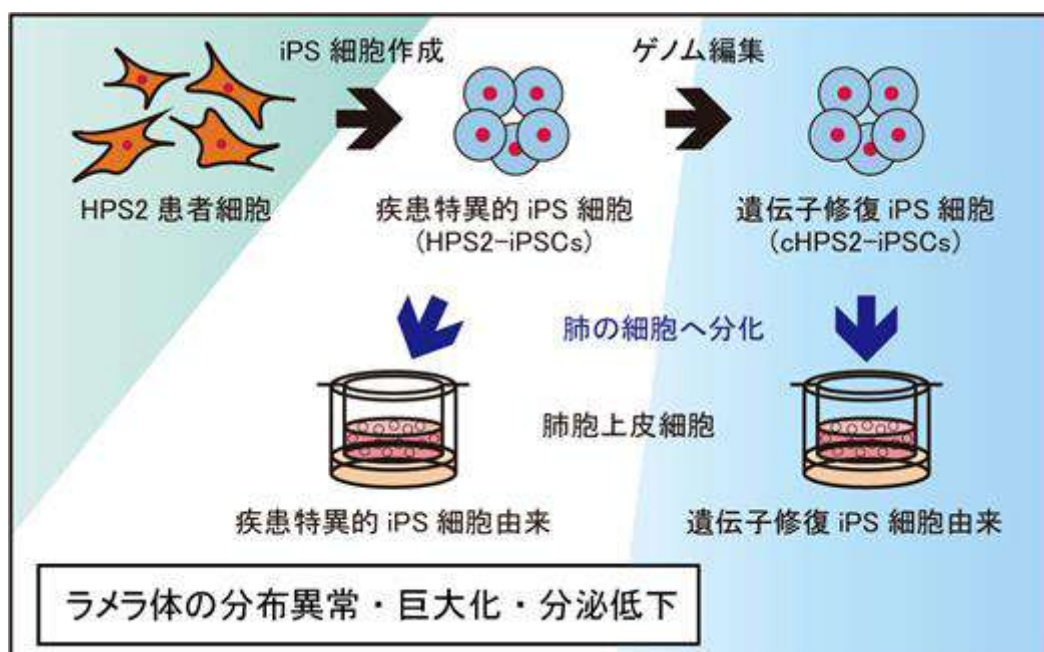 iPS 細胞作成
ゲノム編集
HPS2 患者細胞
疾患特異的 iPS 細胞
(HPS2-iPSCs)
遺伝子修復 iPS 細胞
(cHPS2-iPSCs)
肺の細胞へ分化
肺胞上皮細胞
疾患特異的 iPS 細胞由来
遺伝子修復 iPS 細胞由来
ラメラ体の分布異常・巨大化・分泌低下